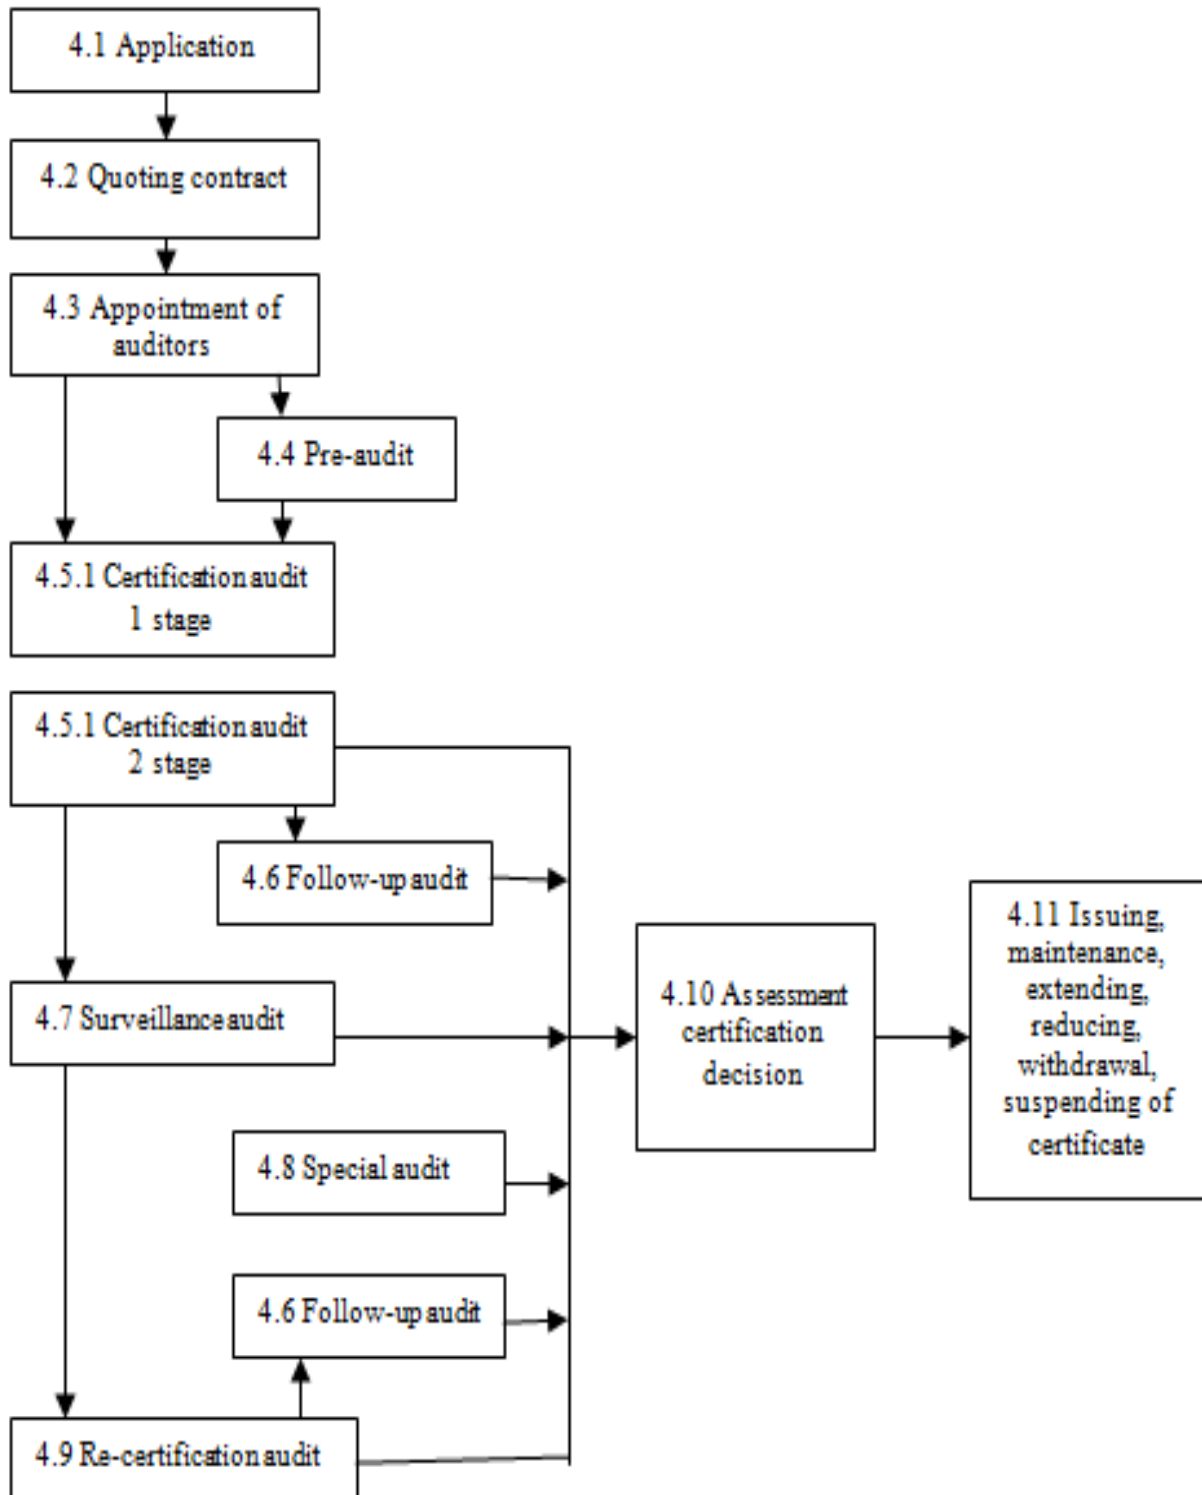 4.1 Application
4.2 Quoting contract
4.3 Appointment of
auditors
4.4 Pre-audit
4.5.1 Certification audit
1 stage
4.5.1 Certification audit
2 stage
4.6 Follow-up audit
4.7 Surveillance audit
4.8 Special audit
4.6 Follow-up audit
4.9 Re-certification audit
4.10 Assessment
certification
decision
4.11 Issuing,
maintenance,
extending,
reducing,
withdrawal,
suspending of
certificate